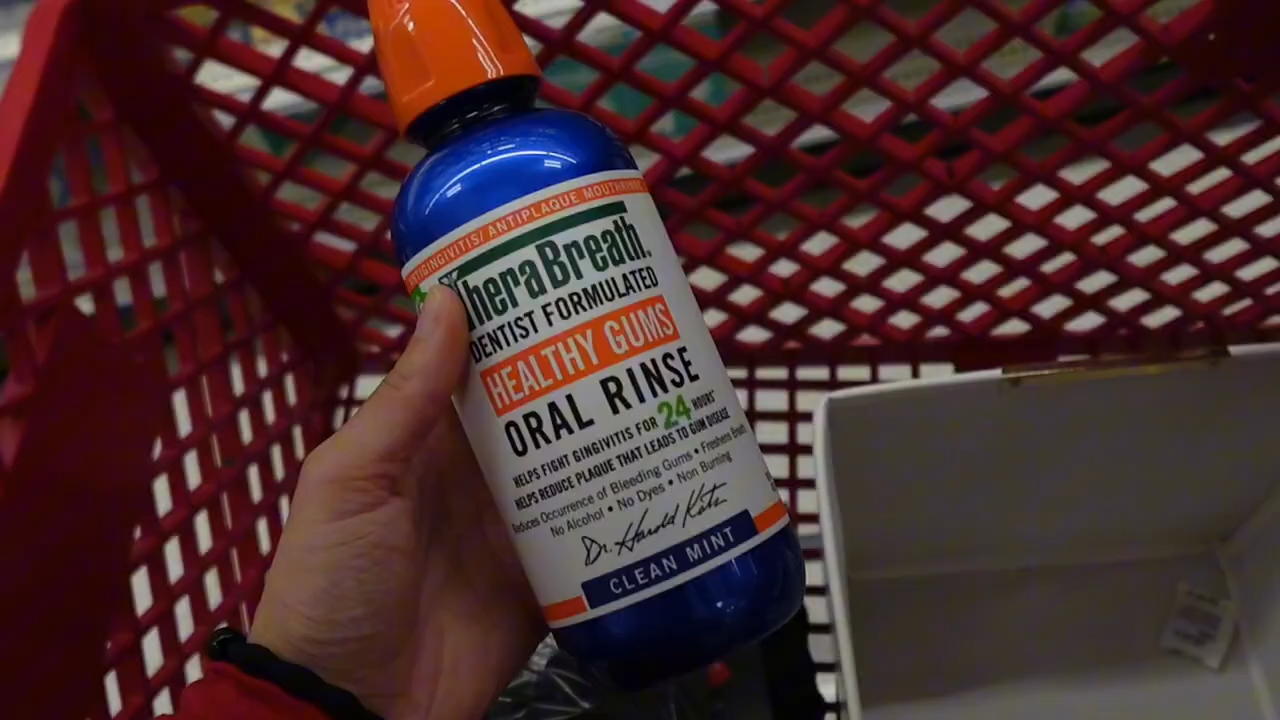 ANTIGINGIVITIS/ANTIPLAQUE MOUTHRINSE
TheraBreath.
DENTIST FORMULATED
HEALTHY GUMS
ORAL RINSE
HELPS FIGHT GINGIVITIS FOR 24 HOURS*
HELPS REDUCE PLAQUE THAT LEADS TO GUM DISEASE
Reduces Occurrence of Bleeding Gums • Freshens Breath
No Alcohol • No Dyes • Non Burning
Dr. Harold Katz
CLEAN MINT